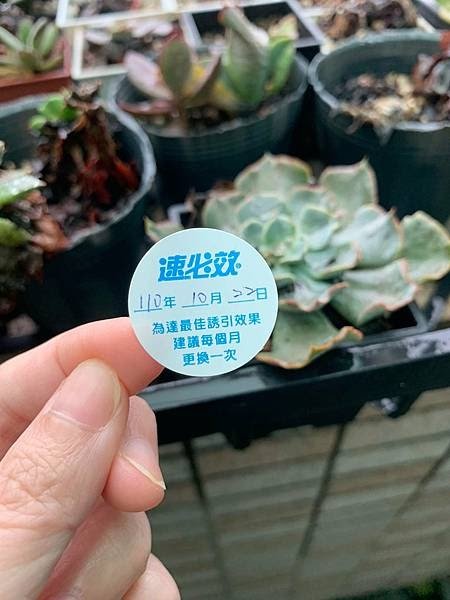 速必效
110年 10月 22日
為達最佳誘引效果
建議每個月
更換一次